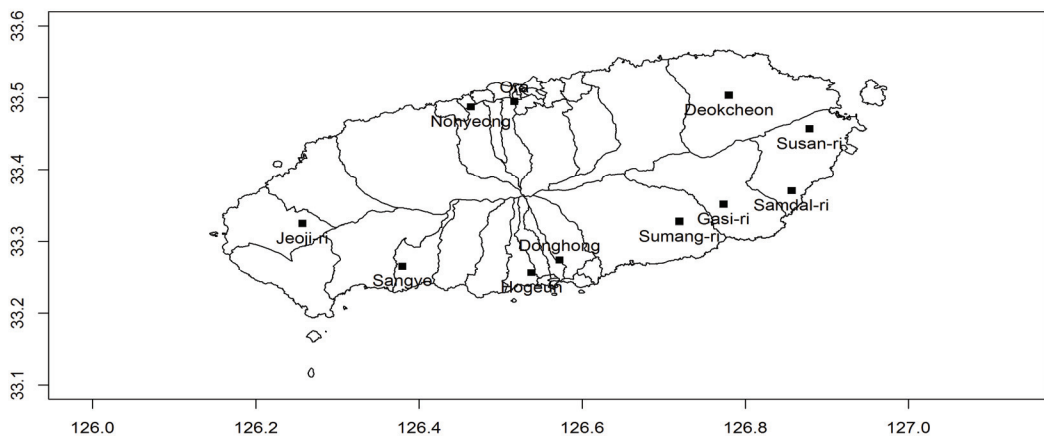 33.6
33.5
33.4
33.3
33.2
33.1
Ora
Nohyeong
Deokcheon
Susan-ri
Samdal-ri
Gasi-ri
Sumang-ri
Jeoji-ri
Donghong
Sangye
Hogeun
126.0 126.2 126.4 126.6 126.8 127.0